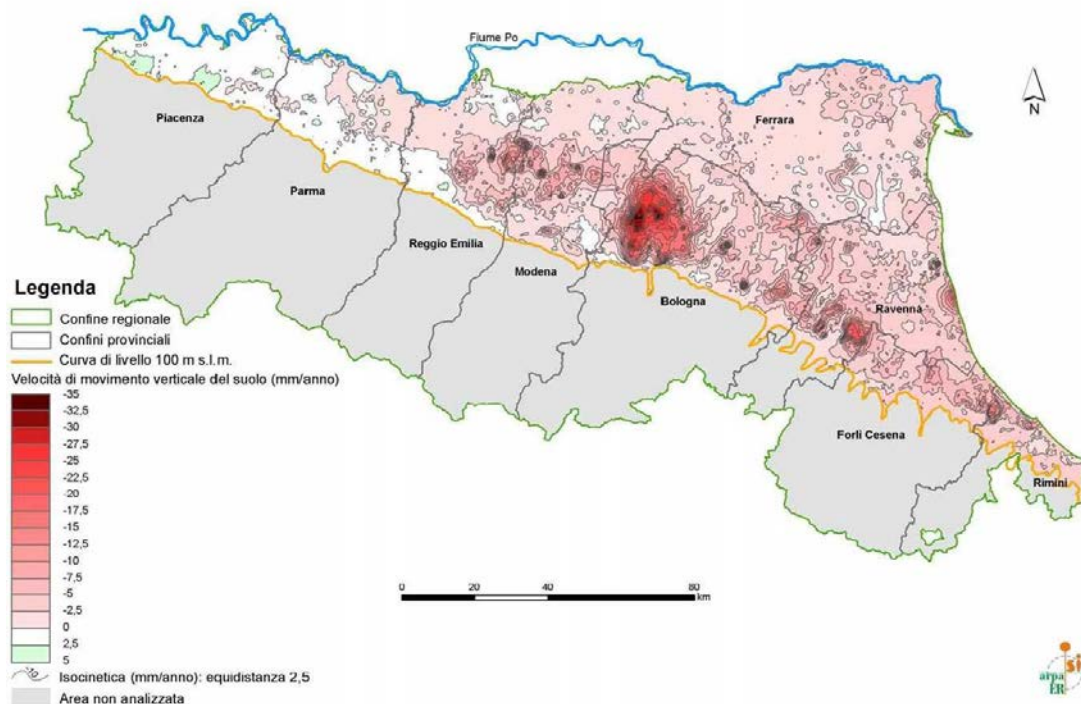 Fiume Po
N
Piacenza
Ferrara
Parma
Reggio Emilia
Modena
Bologna
Ravenna
Forlì Cesena
Rimini
Legenda
Confine regionale
Confini provinciali
Curva di livello 100 m s.l.m.
Velocità di movimento verticale del suolo (mm/anno)
-35
-32,5
-30
-27,5
-25
-22,5
20
-17,5
-15
-12,5
-10
-7,5
-5
-2,5
0
2,5
5
Isocinetica (mm/anno): equidistanza 2,5
Area non analizzata
0 20 40 80
km
arpa
ER